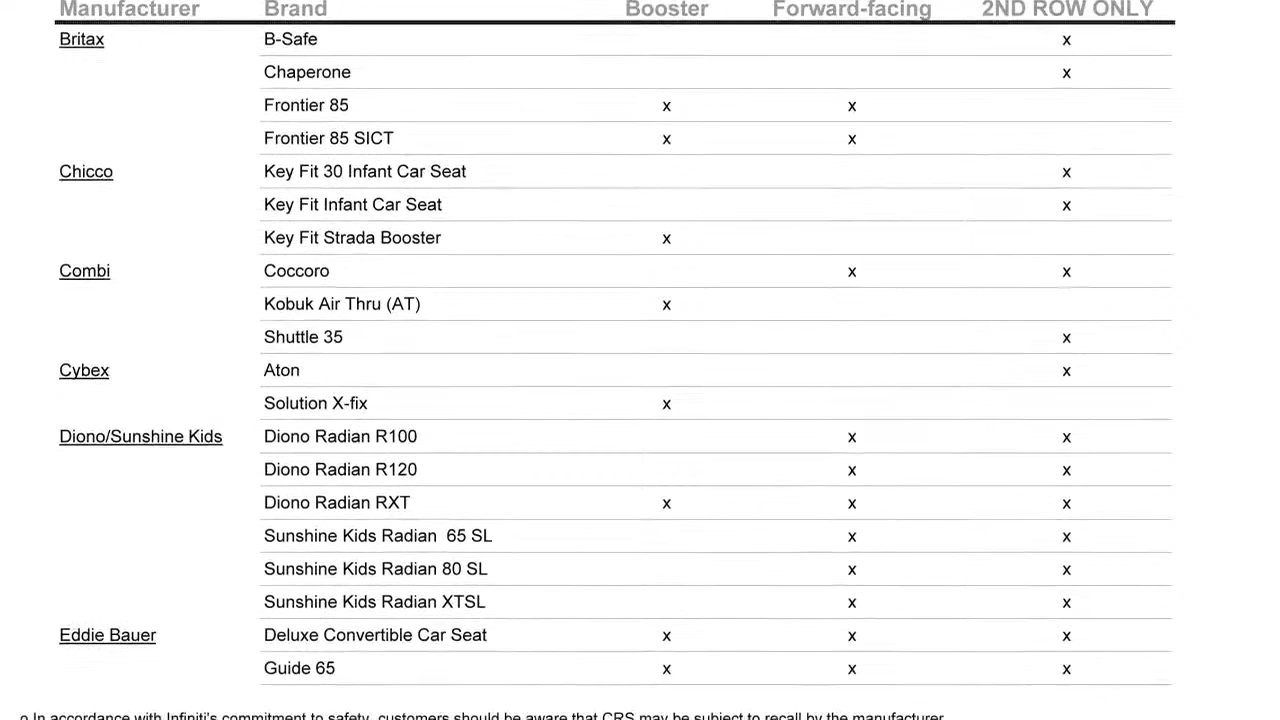 Manufacturer Brand Booster Forward-facing 2ND ROW ONLY
Britax B-Safe x
Chaperone x
Frontier 85 x x
Frontier 85 SICT x x
Chicco Key Fit 30 Infant Car Seat x
Key Fit Infant Car Seat x
Key Fit Strada Booster x
Combi Coccoro x x
Kobuk Air Thru (AT) x
Shuttle 35 x
Cybex Aton x
Solution X-fix x
Diono/Sunshine Kids Diono Radian R100 x x
Diono Radian R120 x x
Diono Radian RXT x x x
Sunshine Kids Radian  65 SL x x
Sunshine Kids Radian 80 SL x x
Sunshine Kids Radian XTSL x x
Eddie Bauer Deluxe Convertible Car Seat x x x
Guide 65 x x x
o In accordance with Infiniti's commitment to safety, customers should be aware that CRS may be subject to recall by the manufacturer